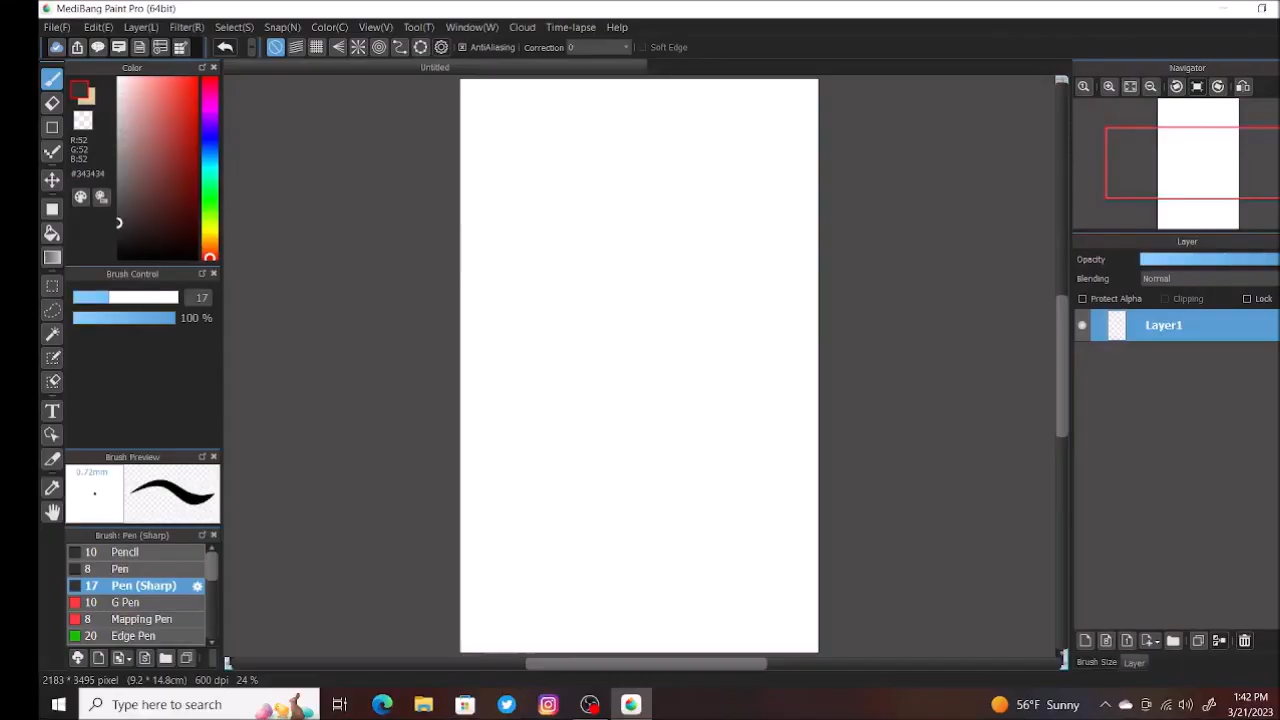 MediBang Paint Pro (64bit)
File(F) Edit(E) Layer(L) Filter(R) Select(S) Snap(N) Color(C) View(V) Tool(T) Window(W) Cloud Time-lapse Help
AntiAliasing Correction 0 Soft Edge
Color
Untitled
Navigator
R:52
G:52
B:52
#343434
Layer
Opacity
Blending Normal
Protect Alpha Clipping Lock
Layer1
Brush Control
17
100 %
Brush Preview
0.72mm
Brush: Pen (Sharp)
10 Pencil
8 Pen
17 Pen (Sharp)
10 G Pen
8 Mapping Pen
20 Edge Pen
Brush Size Layer
2183 * 3495 pixel (9.2 * 14.8cm) 600 dpi 24 %
Type here to search
56°F Sunny
1:42 PM
3/21/2023